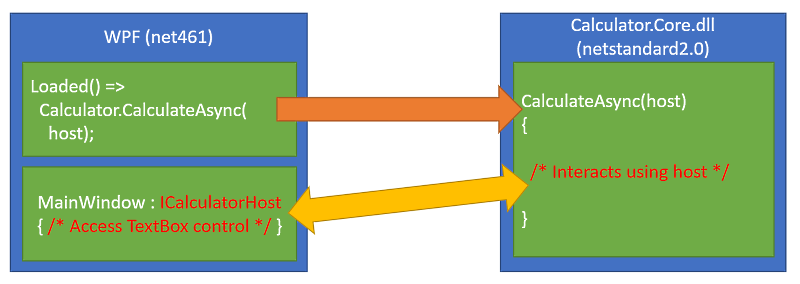 WPF (net461)
Loaded() =>
Calculator.CalculateAsync(
host);
MainWindow : ICalculatorHost
{ /* Access TextBox control */ }
Calculator.Core.dll
(netstandard2.0)
CalculateAsync(host)
{
/* Interacts using host */
}